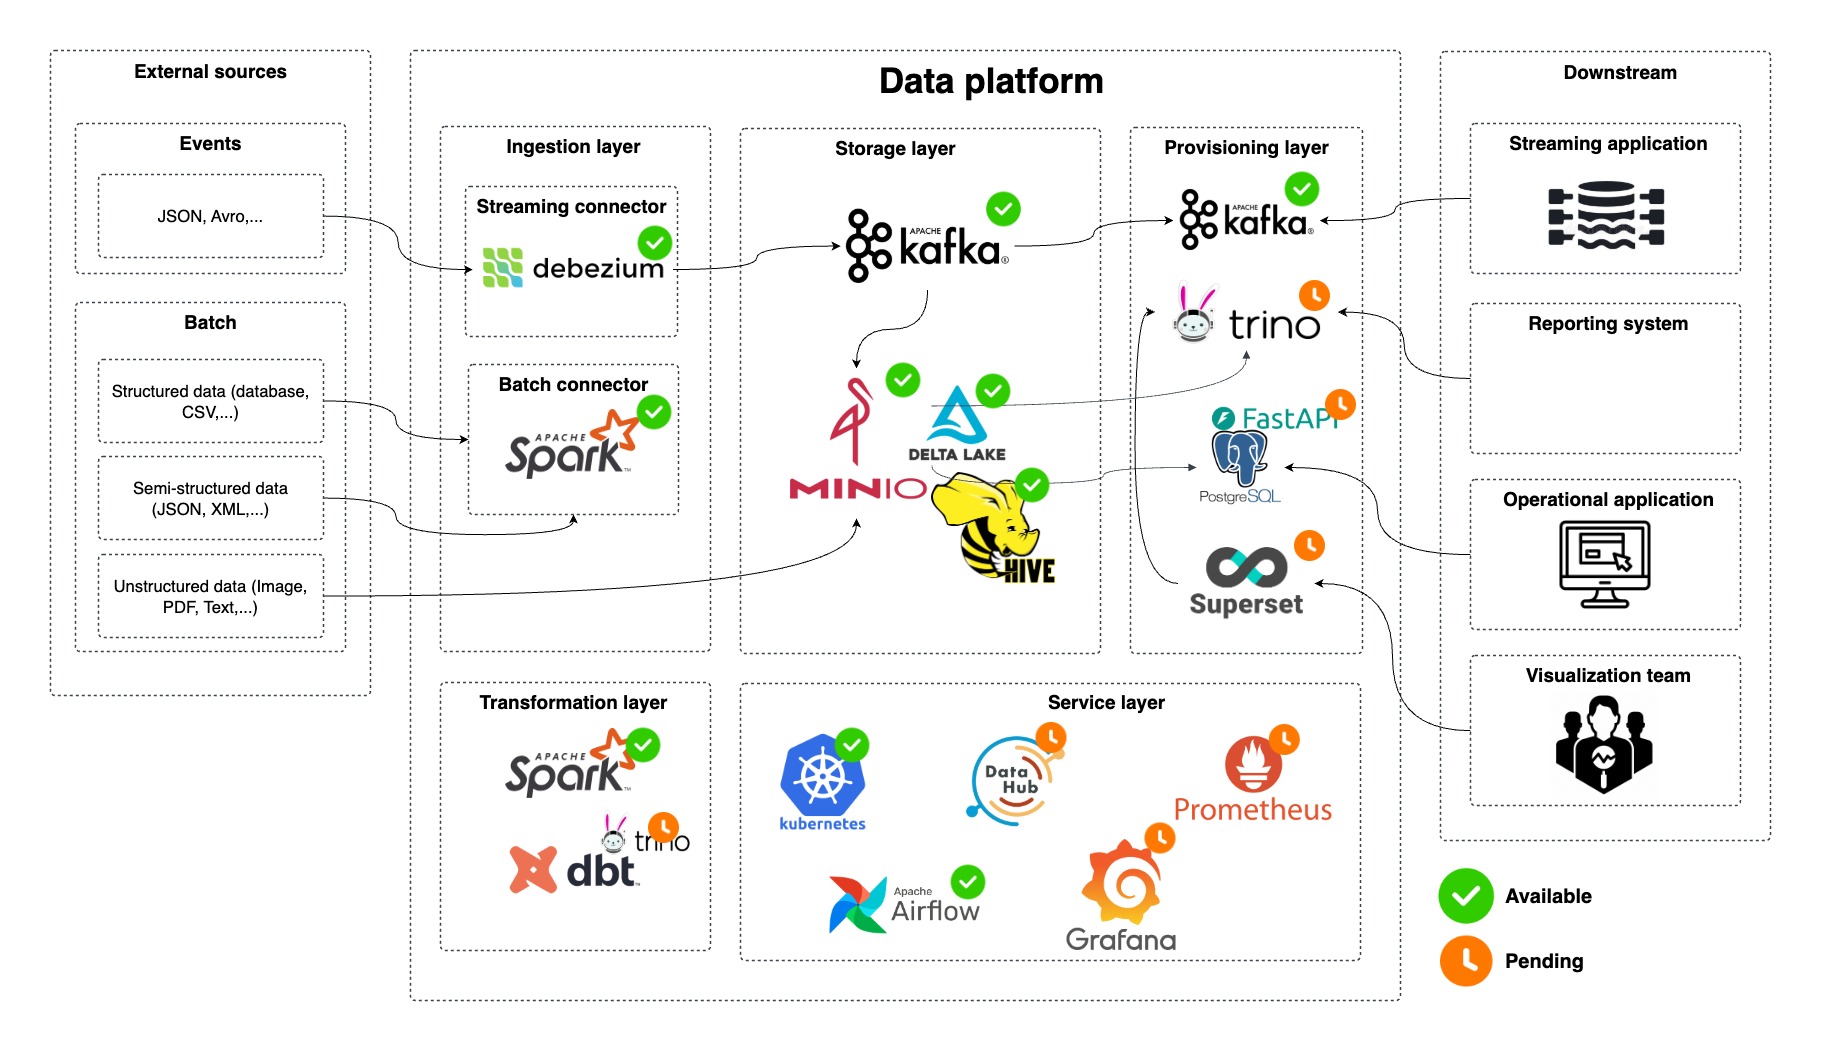 External sources
Events
JSON, Avro,...
Batch
Structured data (database,
CSV,...)
Semi-structured data
(JSON, XML,...)
Unstructured data (Image,
PDF, Text,...)
Data platform
Ingestion layer
Streaming connector
debezium
Batch connector
APACHE
Spark™
Storage layer
APACHE
kafka®
MINIO
DELTA LAKE
HIVE
Provisioning layer
APACHE
kafka®
trino
FastAPI
PostgreSQL
Superset
Transformation layer
APACHE
Spark™
trino
dbt™
Service layer
kubernetes
Data
Hub
Prometheus
Apache
Airflow
Grafana
Downstream
Streaming application
Reporting system
Operational application
Visualization team
Available
Pending